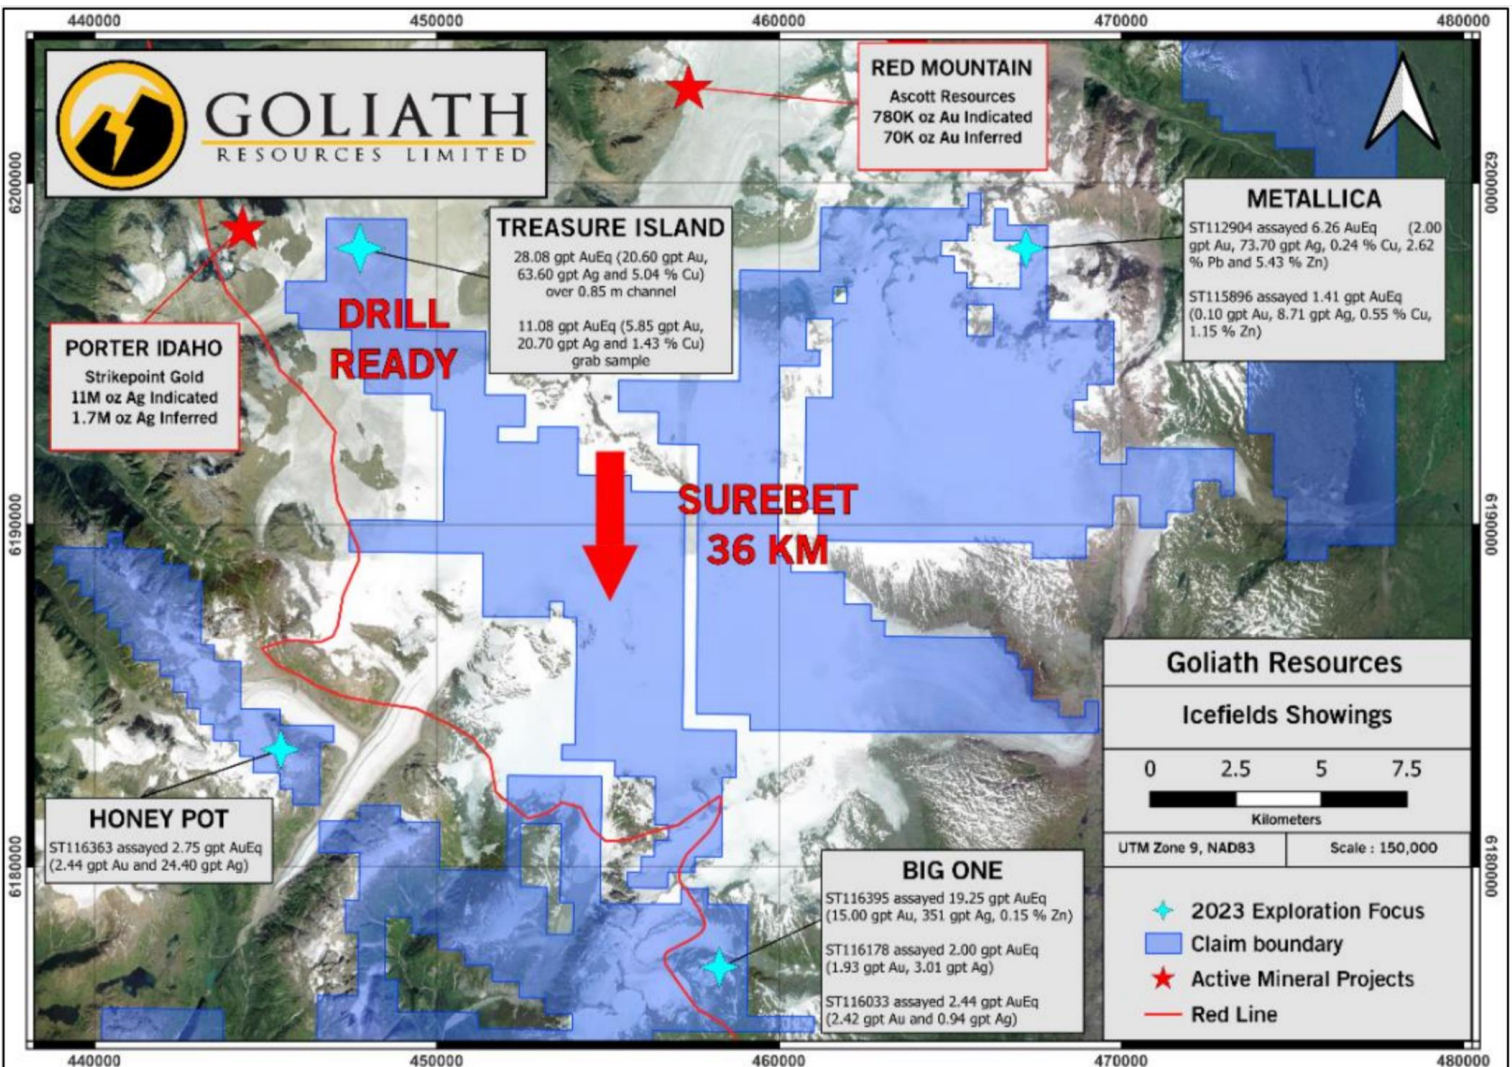 440000
450000
460000
470000
480000
GOLIATH
RESOURCES LIMITED
RED MOUNTAIN
Ascott Resources
780K oz Au Indicated
70K oz Au Inferred
6200000
6200000
METALLICA
ST112904 assayed 6.26 AuEq (2.00
gpt Au, 73.70 gpt Ag, 0.24 % Cu, 2.62
% Pb and 5.43 % Zn)
ST115896 assayed 1.41 gpt AuEq
(0.10 gpt Au, 8.71 gpt Ag, 0.55 % Cu,
1.15 % Zn)
TREASURE ISLAND
28.08 gpt AuEq (20.60 gpt Au,
63.60 gpt Ag and 5.04 % Cu)
over 0.85 m channel
11.08 gpt AuEq (5.85 gpt Au,
20.70 gpt Ag and 1.43 % Cu)
grab sample
DRILL
READY
PORTER IDAHO
Strikepoint Gold
11M oz Ag Indicated
1.7M oz Ag Inferred
SUREBET
36 KM
6190000
6190000
Goliath Resources
Icefields Showings
0 2.5 5 7.5
Kilometers
UTM Zone 9, NAD83
Scale : 150,000
HONEY POT
ST116363 assayed 2.75 gpt AuEq
(2.44 gpt Au and 24.40 gpt Ag)
6180000
6180000
BIG ONE
ST116395 assayed 19.25 gpt AuEq
(15.00 gpt Au, 351 gpt Ag, 0.15 % Zn)
ST116178 assayed 2.00 gpt AuEq
(1.93 gpt Au, 3.01 gpt Ag)
ST116033 assayed 2.44 gpt AuEq
(2.42 gpt Au and 0.94 gpt Ag)
2023 Exploration Focus
Claim boundary
Active Mineral Projects
Red Line
440000
450000
460000
470000
480000